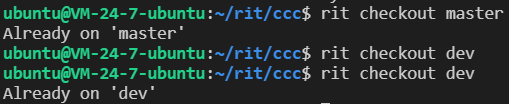 ubuntu@VM-24-7-ubuntu:~/rit/ccc$ rit checkout master
Already on 'master'
ubuntu@VM-24-7-ubuntu:~/rit/ccc$ rit checkout dev
ubuntu@VM-24-7-ubuntu:~/rit/ccc$ rit checkout dev
Already on 'dev'